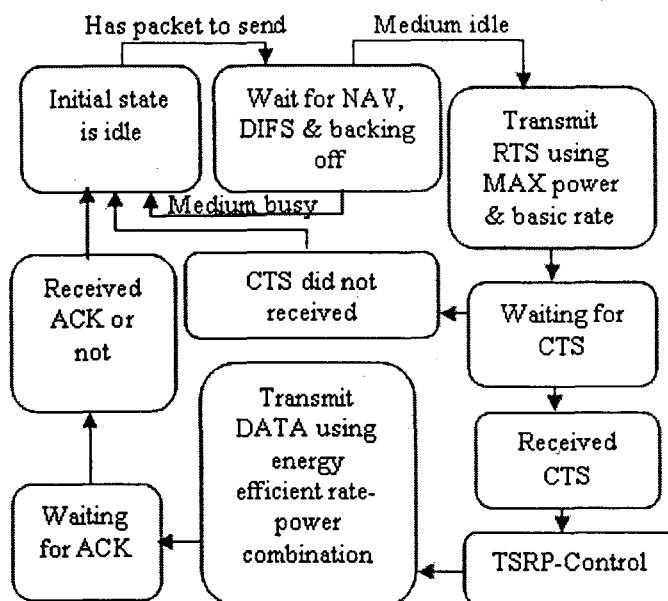 Has packet to send
Medium idle
Initial state
is idle
Wait for NAV,
DIFS & backing
off
Transmit
RTS using
MAX power
& basic rate
Medium busy
CTS did not
received
Waiting for
CTS
Received
ACK or
not
Transmit
DATA using
energy
efficient rate-
power
combination
Received
CTS
Waiting
for ACK
TSRP-Control